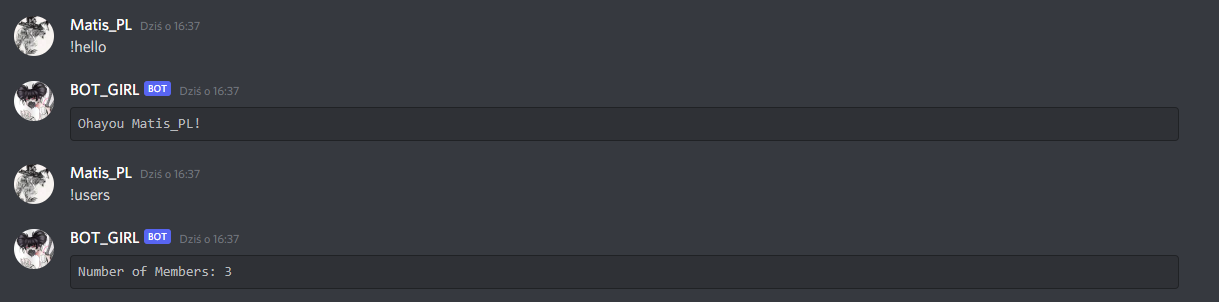 Matis_PL Dziś o 16:37
!hello
BOT_GIRL BOT Dziś o 16:37
Ohayou Matis_PL!
Matis_PL Dziś o 16:37
!users
BOT_GIRL BOT Dziś o 16:37
Number of Members: 3